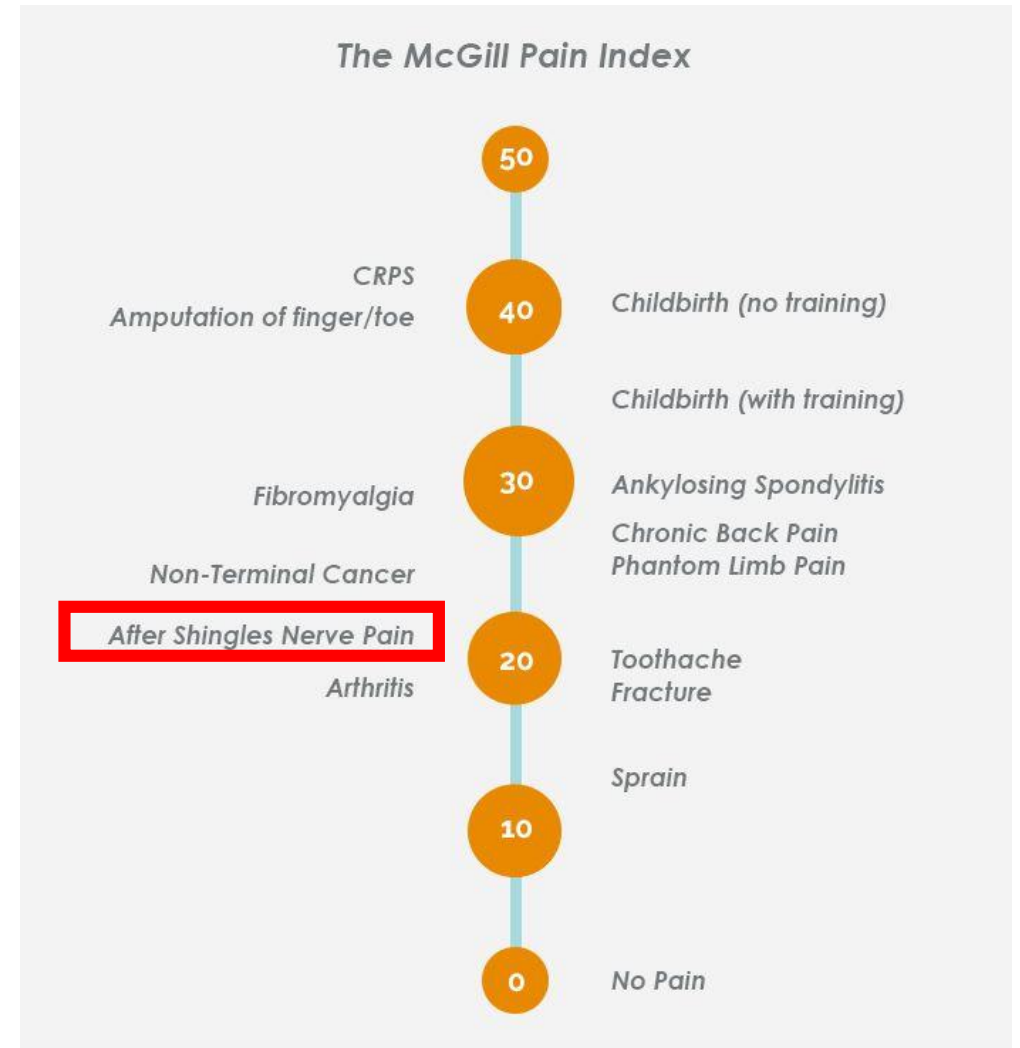 The McGill Pain Index
50
CRPS
Amputation of finger/toe
40
Childbirth (no training)
Childbirth (with training)
30
Fibromyalgia
Ankylosing Spondylitis
Chronic Back Pain
Phantom Limb Pain
Non-Terminal Cancer
After Shingles Nerve Pain
20
Toothache
Fracture
Arthritis
Sprain
10
0
No Pain